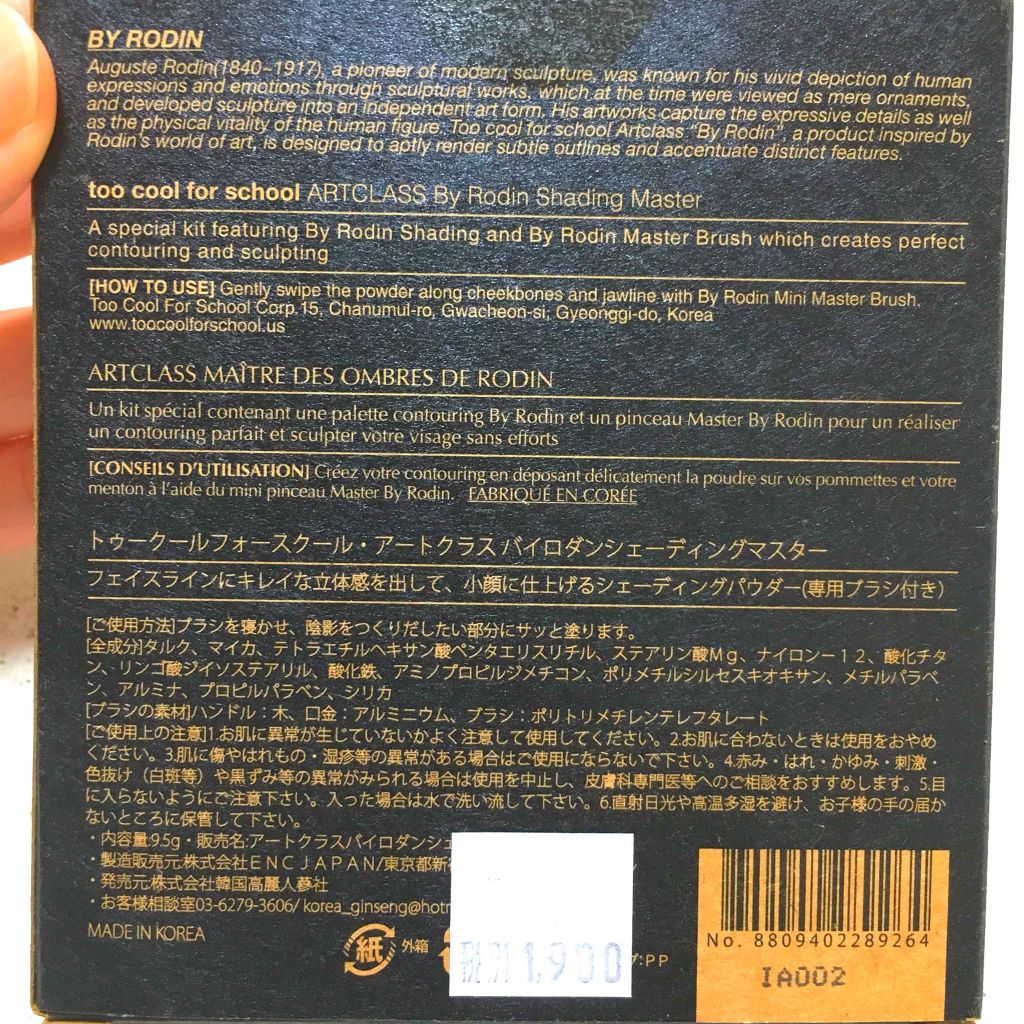 BY RODIN
Auguste Rodin(1840~1917), a pioneer of modern sculpture, was known for his vivid depiction of human
expressions and emotions through sculptural works, which at the time were viewed as mere ornaments,
and developed sculpture into an independent art form. His artworks capture the expressive details as well
as the physical vitality of the human figure. Too cool for school Artclass "By Rodin", a product inspired by
Rodin's world of art, is designed to aptly render subtle outlines and accentuate distinct features.
too cool for school ARTCLASS By Rodin Shading Master
A special kit featuring By Rodin Shading and By Rodin Master Brush which creates perfect
contouring and sculpting
[HOW TO USE] Gently swipe the powder along cheekbones and jawline with By Rodin Mini Master Brush.
Too Cool For School Corp. 15, Chanumul-ro, Gwacheon-si, Gyeonggi-do, Korea
www.toocoolforschool.us
ARTCLASS MAÎTRE DES OMBRES DE RODIN
Un kit spécial contenant une palette contouring By Rodin et un pinceau Master By Rodin pour un réaliser
un contouring parfait et sculpter votre visage sans efforts
[CONSEILS D'UTILISATION] Créez votre contouring en déposant délicatement la poudre sur vos pommettes et votre
menton à l'aide du mini pinceau Master By Rodin. FABRIQUÉ EN CORÉE
トゥークールフォースクール・アートクラス バイロダンシェーディングマスター
フェイスラインにキレイな立体感を出して、小顔に仕上げるシェーディングパウダー(専用ブラシ付き)
[ご使用方法]ブラシを寝かせ、陰影をつくりだしたい部分にサッと塗ります。
[全成分]タルク、マイカ、テトラエチルヘキサン酸ペンタエリスリチル、ステアリン酸Mg、ナイロン－12、酸化チタ
ン、リンゴ酸ジイソステアリル、酸化鉄、アミノプロピルジメチコン、ポリメチルシルセスキオキサン、メチルパラベ
ン、アルミナ、プロピルパラベン、シリカ
[ブラシの素材]ハンドル：木、口金：アルミニウム、ブラシ：ポリトリメチレンテレフタレート
[ご使用上の注意]1.お肌に異常が生じていないかよく注意して使用してください。2.お肌に合わないときは使用をおやめ
ください。3.肌に傷やはれもの・湿疹等の異常がある場合はご使用にならないで下さい。4.赤み・はれ・かゆみ・刺激・
色抜け（白斑等）や黒ずみ等の異常がみられる場合は使用を中止し、皮膚科専門医等へのご相談をおすすめします。5.目
に入らないようにご注意下さい。入った場合は水で洗い流して下さい。6.直射日光や高温多湿を避け、お子様の手の届か
ないところに保管して下さい。
・内容量:9.5g・販売名:アートクラスバイロダンシェ
・製造販売元:株式会社ＥＮＣＪＡＰＡＮ/東京都新
・発売元:株式会社韓国高麗人蔘社
・お客様相談室03-6279-3606/ korea_ginseng@hot
MADE IN KOREA
紙 外箱
税別 1,900
:PP
No. 8809402289264
IA002